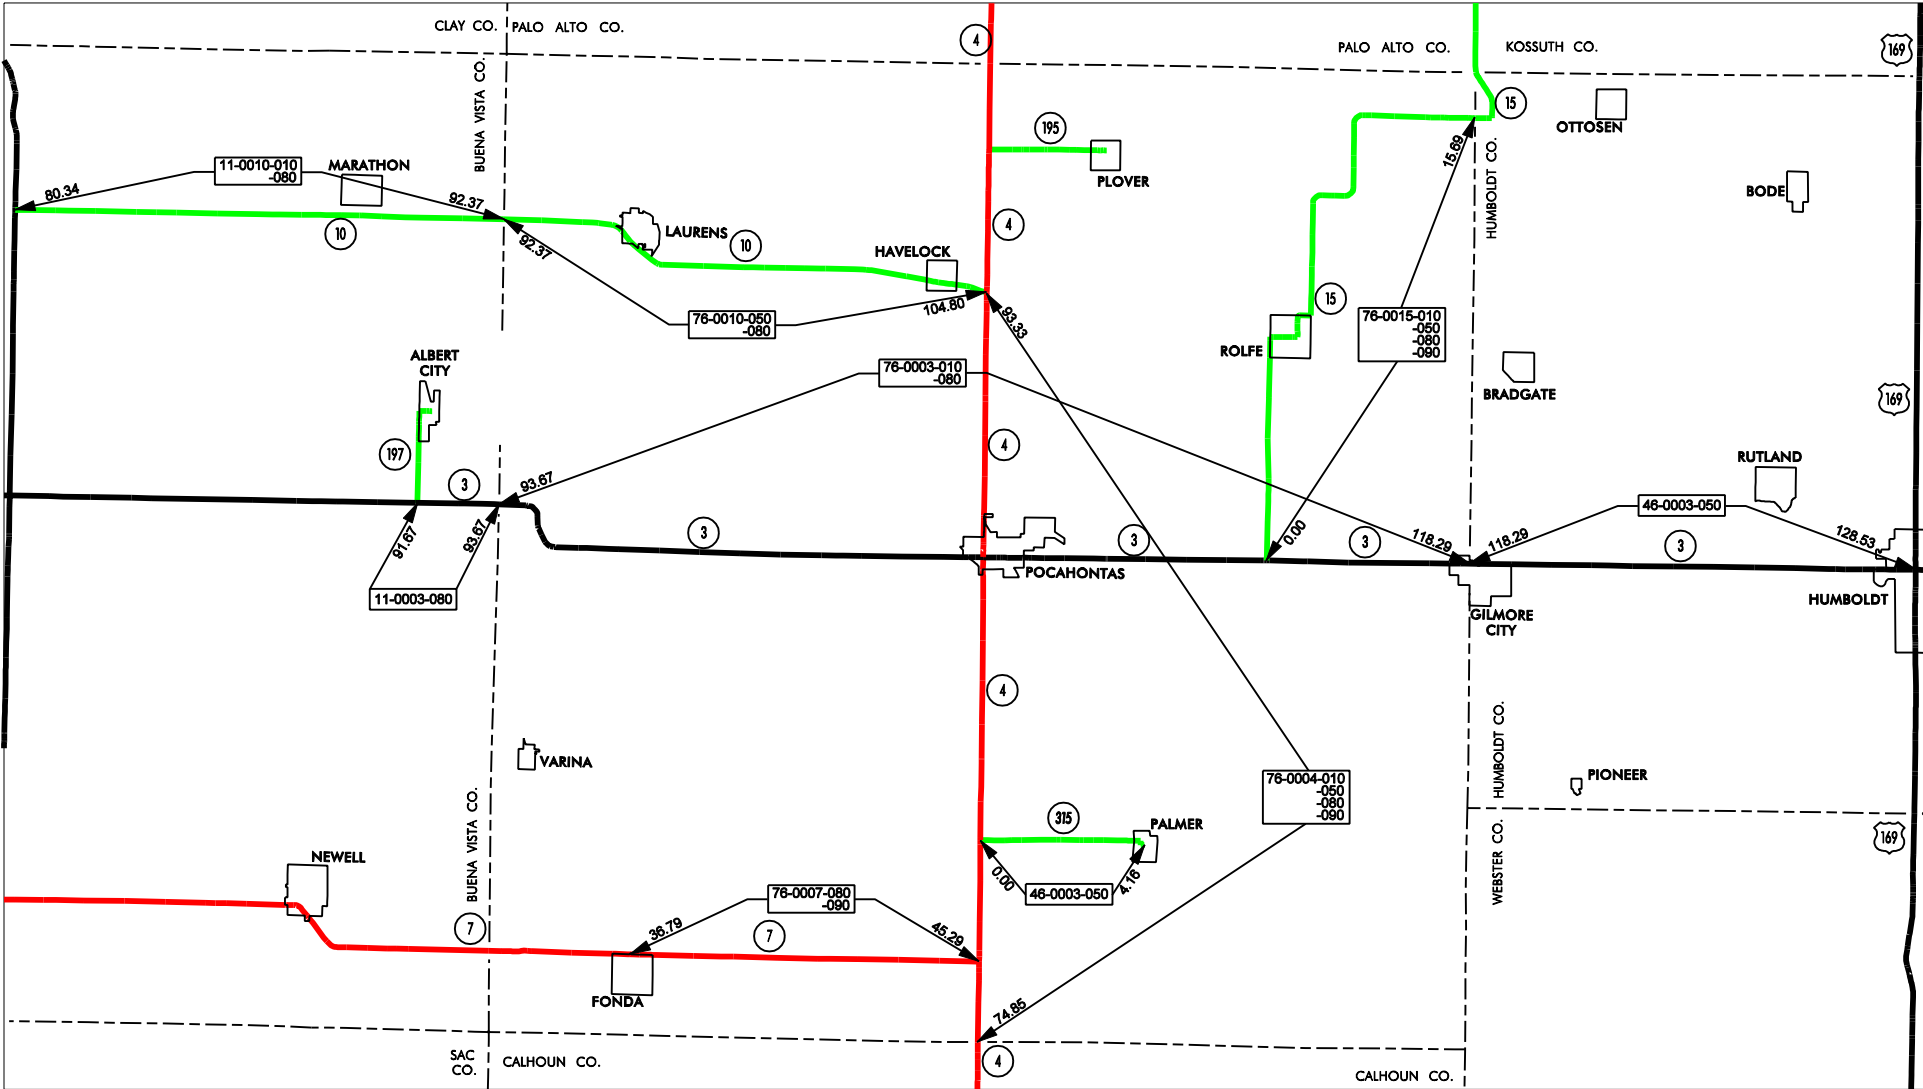 CLAY CO. PALO ALTO CO.
4
PALO ALTO CO. KOSSUTH CO.
169
BUENA VISTA CO.
15
OTTOSEN
195
PLOVER
HUMBOLDT CO.
15.69
11-0010-010
-080
MARATHON
80.34
92.37
10
BODE
LAURENS
10
HAVELOCK
4
92.37
76-0010-050
-080
104.80
93.33
15
76-0015-010
-050
-080
-090
ROLFE
ALBERT
CITY
76-0003-010
-080
BRADGATE
169
197
3
93.67
4
RUTLAND
46-0003-050
91.67
93.67
3
3
0.00
3
118.29
118.29
3
128.53
POCAHONTAS
11-0003-080
HUMBOLDT
GILMORE
CITY
4
HUMBOLDT CO.
VARINA
PIONEER
76-0004-010
-050
-080
-090
BUENA VISTA CO.
315
PALMER
WEBSTER CO.
169
NEWELL
0.00
46-0003-050
4.16
76-0007-080
-090
7
36.79
7
45.29
FONDA
74.85
SAC
CO.
CALHOUN CO.
4
CALHOUN CO.